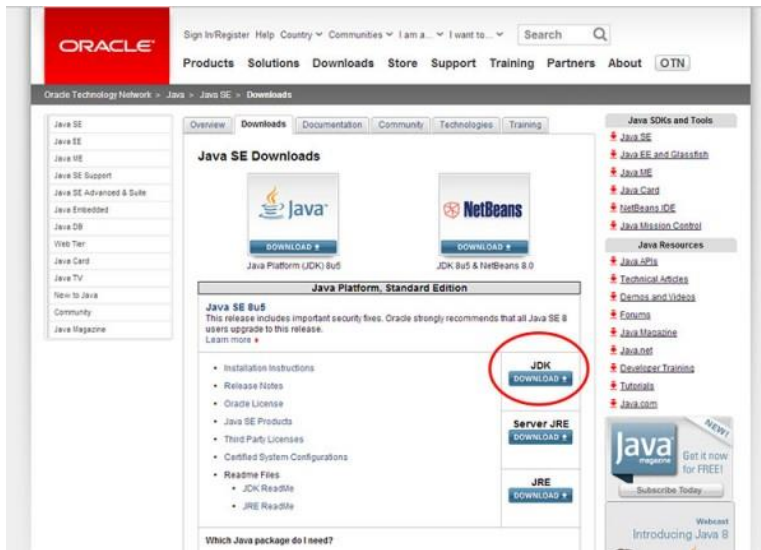 ORACLE
Sign In/Register Help Country Communities I am a... I want to... Search
Products Solutions Downloads Store Support Training Partners About OTN
Oracle Technology Network > Java > Java SE > Downloads
Java SE
Java EE
Java ME
Java SE Support
Java SE Advanced & Suite
Java Embedded
Java DB
Web Tier
Java Card
Java TV
New to Java
Community
Java Magazine
Overview Downloads Documentation Community Technologies Training
Java SE Downloads
Java
DOWNLOAD
Java Platform (JDK) 8u5
NetBeans
DOWNLOAD
JDK 8u5 & NetBeans 8.0
Java Platform, Standard Edition
Java SE 8u5
This release includes important security fixes. Oracle strongly recommends that all Java SE 8
users upgrade to this release.
Learn more
• Installation Instructions
• Release Notes
• Oracle License
• Java SE Products
• Third Party Licenses
• Certified System Configurations
• Readme Files
• JDK ReadMe
• JRE ReadMe
JDK
DOWNLOAD
Server JRE
DOWNLOAD
JRE
DOWNLOAD
Which Java package do I need?
Java SDKs and Tools
Java SE
Java EE and Glassfish
Java ME
Java Card
NetBeans IDE
Java Mission Control
Java Resources
Java APIs
Technical Articles
Demos and Videos
Forums
Java Magazine
Java.net
Developer Training
Tutorials
Java.com
NEW!
Java
magazine
Get it now
for FREE!
Subscribe Today
Webcast
Introducing Java 8